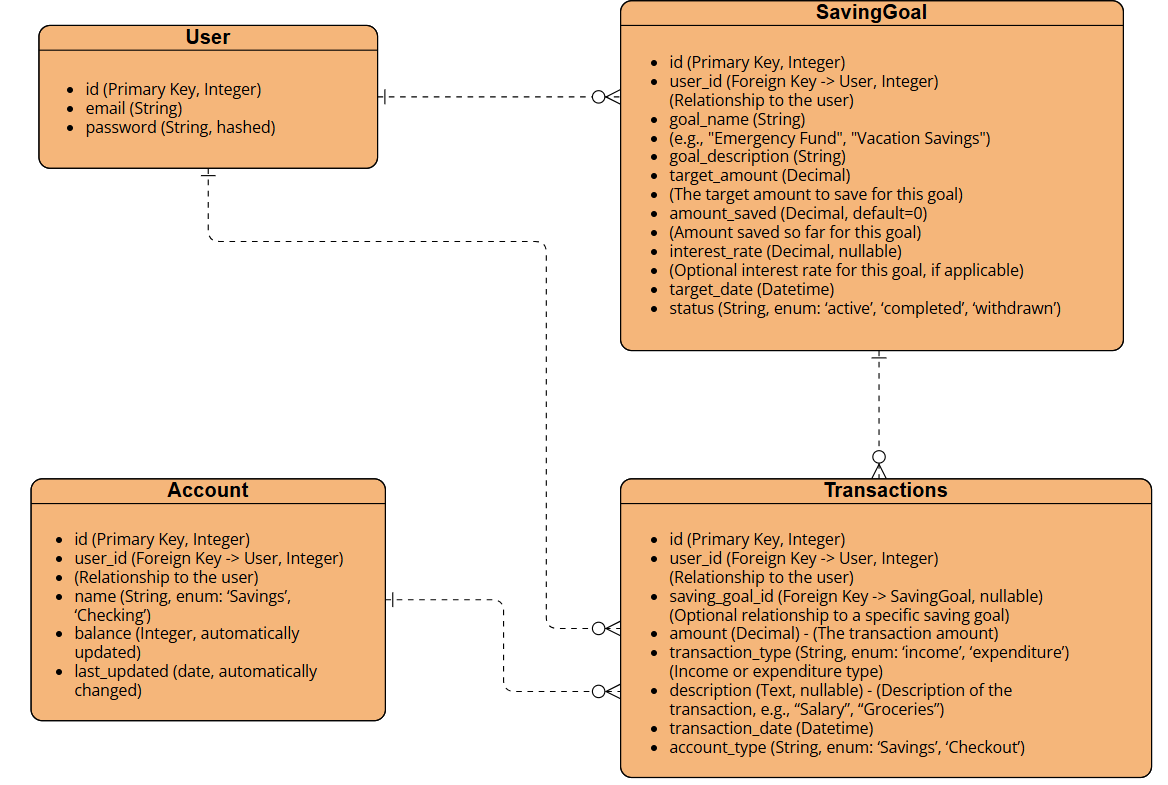 User
id (Primary Key, Integer)
email (String)
password (String, hashed)
SavingGoal
id (Primary Key, Integer)
user_id (Foreign Key -> User, Integer)
(Relationship to the user)
goal_name (String)
(e.g., "Emergency Fund", "Vacation Savings")
goal_description (String)
target_amount (Decimal)
(The target amount to save for this goal)
amount_saved (Decimal, default=0)
(Amount saved so far for this goal)
interest_rate (Decimal, nullable)
(Optional interest rate for this goal, if applicable)
target_date (Datetime)
status (String, enum: ‘active’, ‘completed’, ‘withdrawn’)
Account
id (Primary Key, Integer)
user_id (Foreign Key -> User, Integer)
(Relationship to the user)
name (String, enum: ‘Savings’,
‘Checking’)
balance (Integer, automatically
updated)
last_updated (date, automatically
changed)
Transactions
id (Primary Key, Integer)
user_id (Foreign Key -> User, Integer)
(Relationship to the user)
saving_goal_id (Foreign Key -> SavingGoal, nullable)
(Optional relationship to a specific saving goal)
amount (Decimal) - (The transaction amount)
transaction_type (String, enum: ‘income’, ‘expenditure’)
(Income or expenditure type)
description (Text, nullable) - (Description of the
transaction, e.g., “Salary”, “Groceries”)
transaction_date (Datetime)
account_type (String, enum: ‘Savings’, ‘Checkout’)